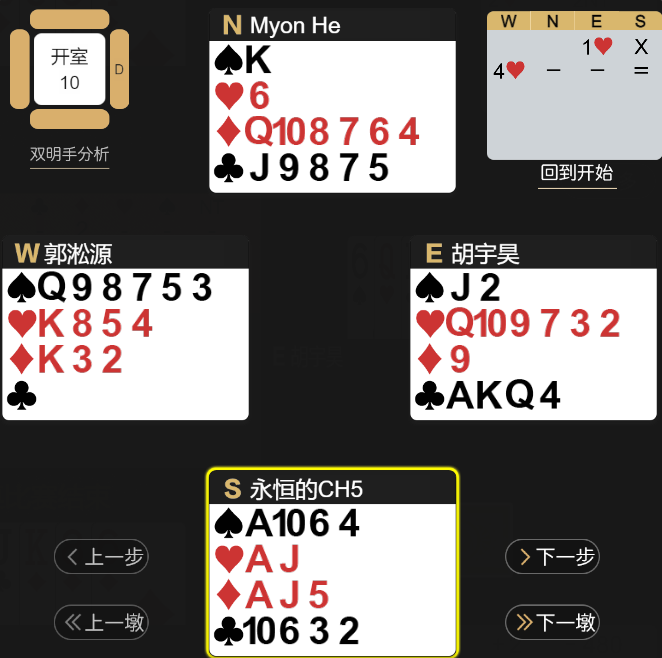 开室
10
D
双明手分析
N Myon He
♠K
♥6
♦Q108764
♣J9875
W N E S
1♥ X
4♥ – – =
回到开始
W 郭淞源
♠Q98753
♥K854
♦K32
♣
E 胡宇昊
♠J2
♥Q109732
♦9
♣AKQ4
S 永恒的CH5
♠A1064
♥AJ
♦AJ5
♣10632
上一步
下一步
上一墩
下一墩